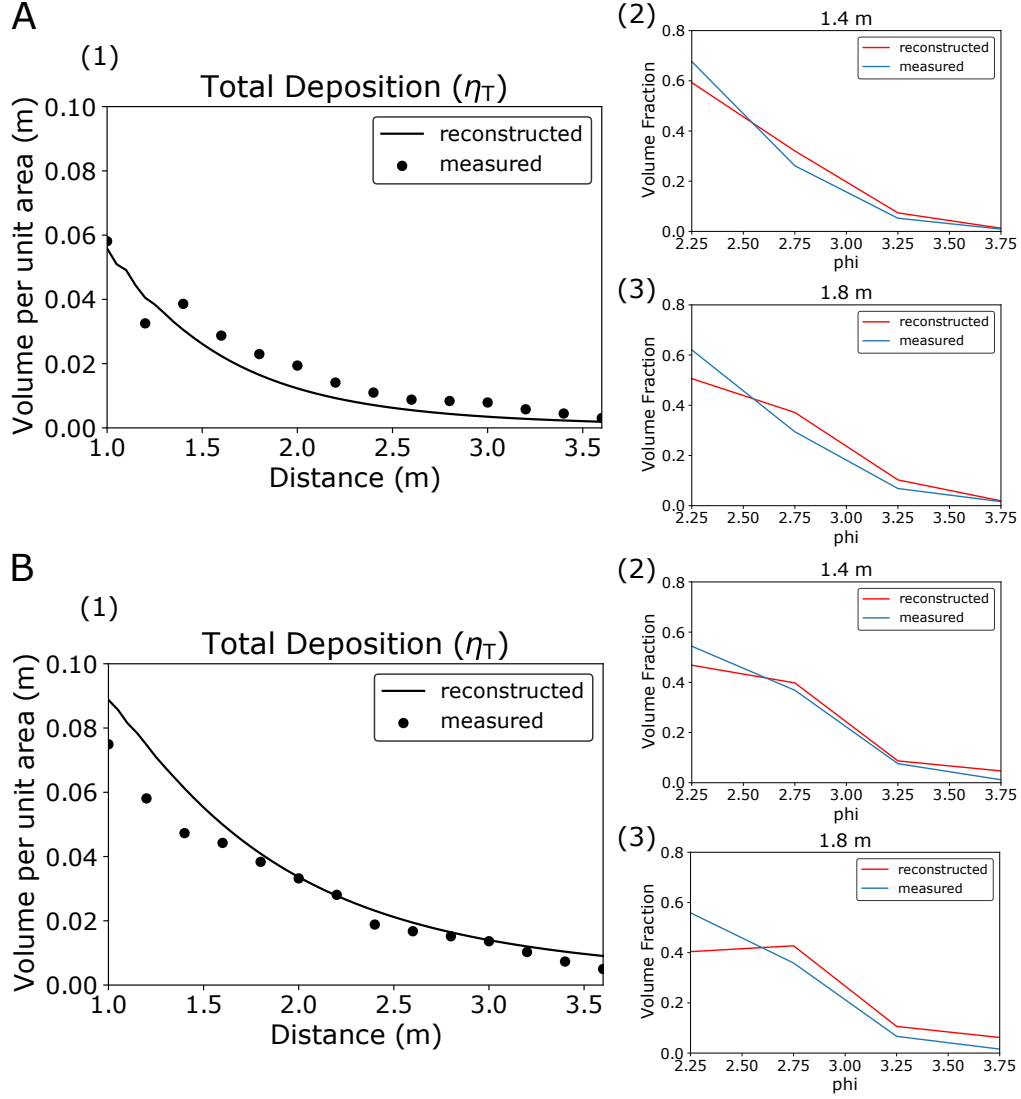 A
(1)
Total Deposition (ηT)
reconstructed
measured
Volume per unit area (m)
0.10
0.08
0.06
0.04
0.02
0.00
1.0 1.5 2.0 2.5 3.0 3.5
Distance (m)
(2)
1.4 m
reconstructed
measured
Volume Fraction
0.8
0.6
0.4
0.2
0.0
2.25 2.50 2.75 3.00 3.25 3.50 3.75
phi
(3)
1.8 m
reconstructed
measured
Volume Fraction
0.8
0.6
0.4
0.2
0.0
2.25 2.50 2.75 3.00 3.25 3.50 3.75
phi
B
(1)
Total Deposition (ηT)
reconstructed
measured
Volume per unit area (m)
0.10
0.08
0.06
0.04
0.02
0.00
1.0 1.5 2.0 2.5 3.0 3.5
Distance (m)
(2)
1.4 m
reconstructed
measured
Volume Fraction
0.8
0.6
0.4
0.2
0.0
2.25 2.50 2.75 3.00 3.25 3.50 3.75
phi
(3)
1.8 m
reconstructed
measured
Volume Fraction
0.8
0.6
0.4
0.2
0.0
2.25 2.50 2.75 3.00 3.25 3.50 3.75
phi